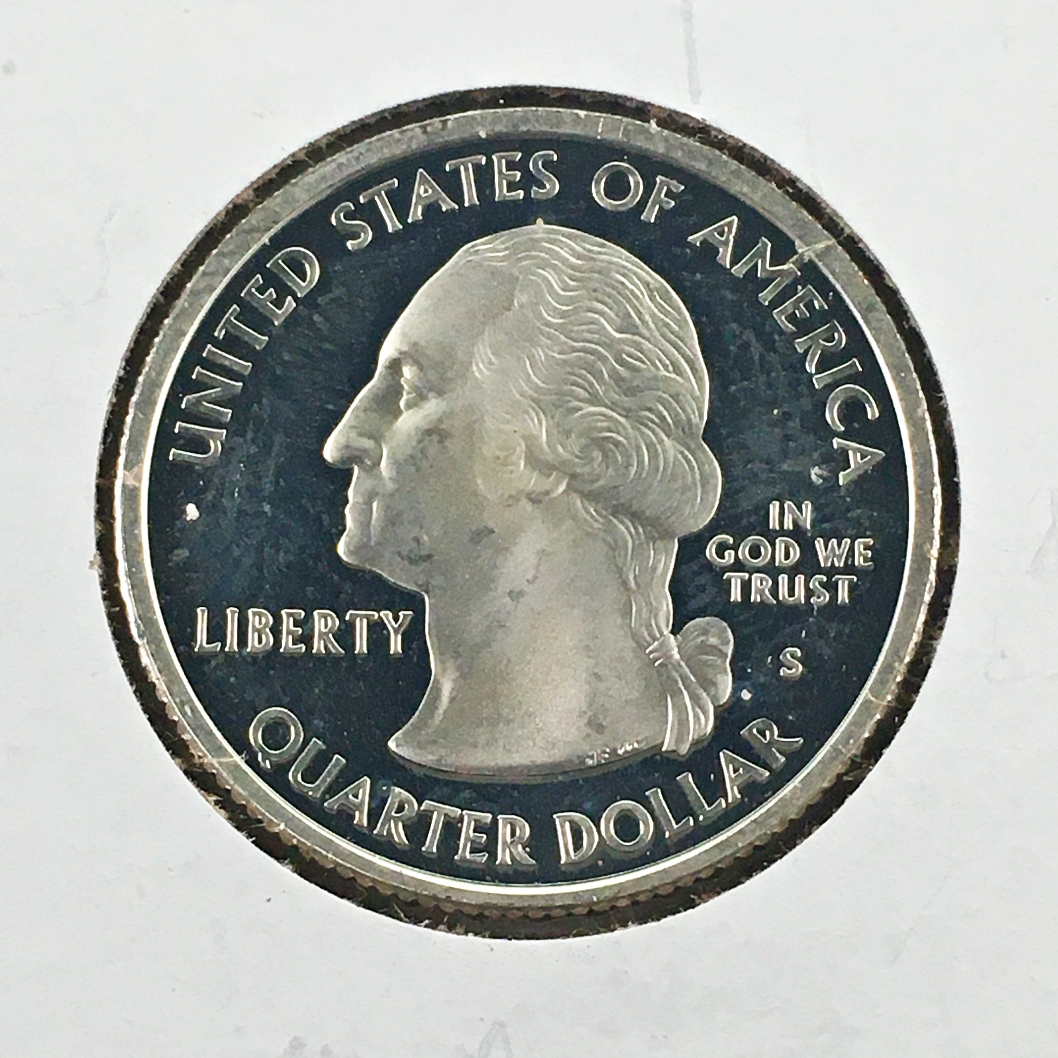 UNITED STATES OF AMERICA
LIBERTY
IN
GOD WE
TRUST
S
QUARTER DOLLAR